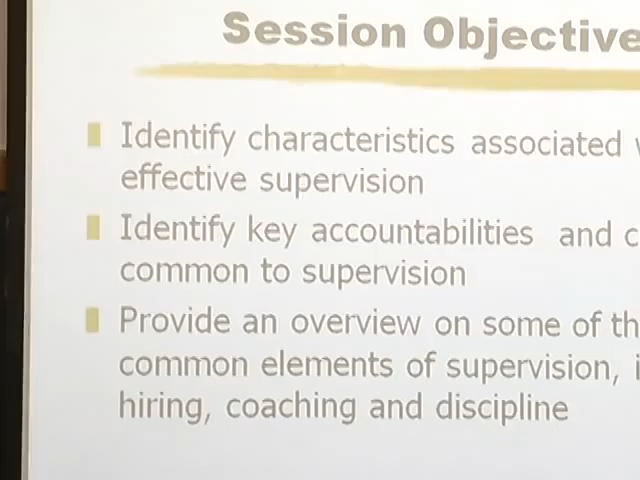 Session Objective
Identify characteristics associated
effective supervision
Identify key accountabilities and c
common to supervision
Provide an overview on some of th
common elements of supervision, i
hiring, coaching and discipline